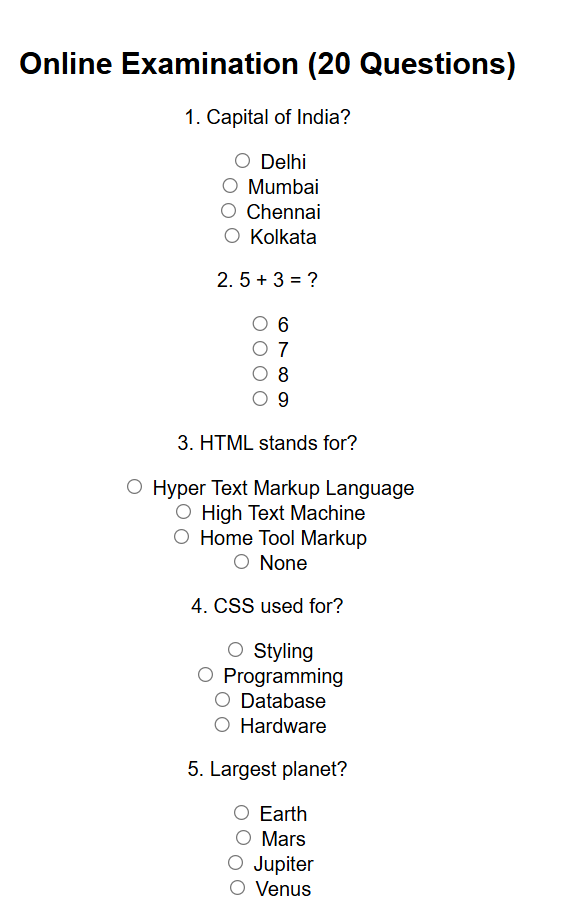 Online Examination (20 Questions)
1. Capital of India?
Delhi
Mumbai
Chennai
Kolkata
2. 5 + 3 = ?
6
7
8
9
3. HTML stands for?
Hyper Text Markup Language
High Text Machine
Home Tool Markup
None
4. CSS used for?
Styling
Programming
Database
Hardware
5. Largest planet?
Earth
Mars
Jupiter
Venus